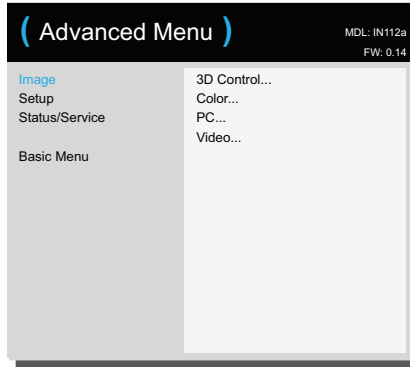 ( Advanced Menu )
MDL: IN112a
FW: 0.14
Image
Setup
Status/Service
Basic Menu
3D Control...
Color...
PC...
Video...